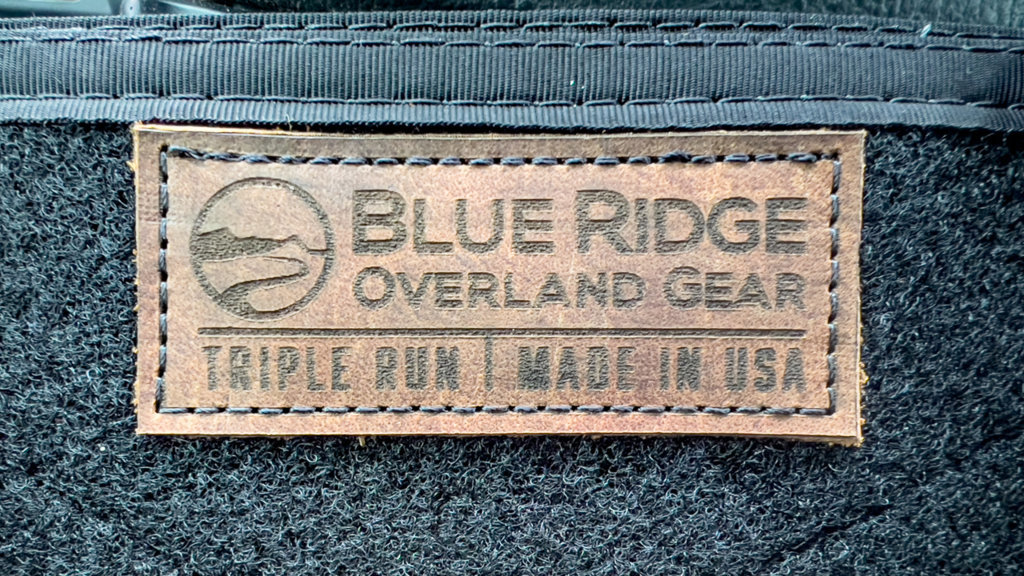 BLUE RIDGE
OVERLAND GEAR
TRIPLE RUN | MADE IN USA